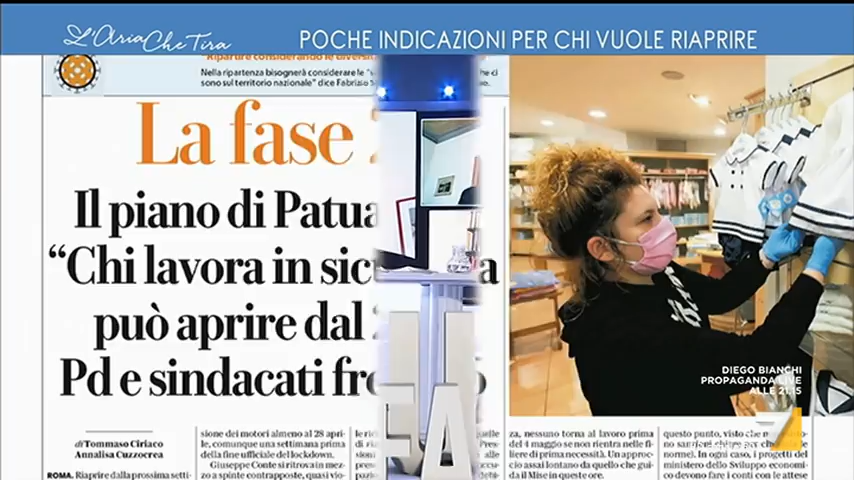 L'Aria Che Tira
POCHE INDICAZIONI PER CHI VUOLE RIAPRIRE
"Ripartire considerando le
Nella ripartenza bisognerà considerare le
che ci
sono sul territorio nazionale" dice Fabrizio
La fase
Il piano di
"Chi lavora in
può aprire dal
Pd e sindacati
DIEGO BIANCHI
PROPAGANDA LIVE
ALLE 21.15
di Tommaso Ciriaco
Annalisa Cuzzocrea
ROMA. Riaprire dalla prossima setti-
sione dei motori almeno al 28 apri-
le, comunque una settimana prima
della fine ufficiale del lockdown.
Giuseppe Conte si ritrova in mez-
zo a spinte contrapposte, quasi
za, nessuno torna al lavoro prima
del 4 maggio se non rientra nelle fi-
liere di prima necessità. Un approc-
cio assai lontano da quello che gui-
da il Mise in queste ore.
questo punto, visto che
norme). In ogni caso, i progetti del
ministero dello Sviluppo economi-
co devono fare i conti con le attese